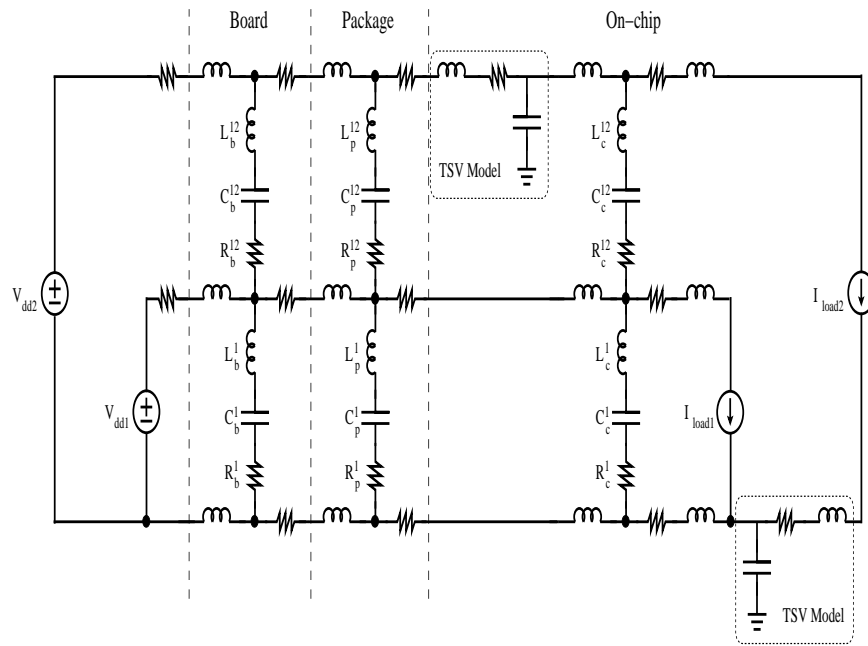 Board Package On-chip
L_b^12 L_p^12 L_c^12
TSV Model
C_b^12 C_p^12 C_c^12
R_b^12 R_p^12 R_c^12
V_dd2 I_load2
L_b^1 L_p^1 L_c^1
V_dd1 C_b^1 C_p^1 C_c^1 I_load1
R_b^1 R_p^1 R_c^1
TSV Model